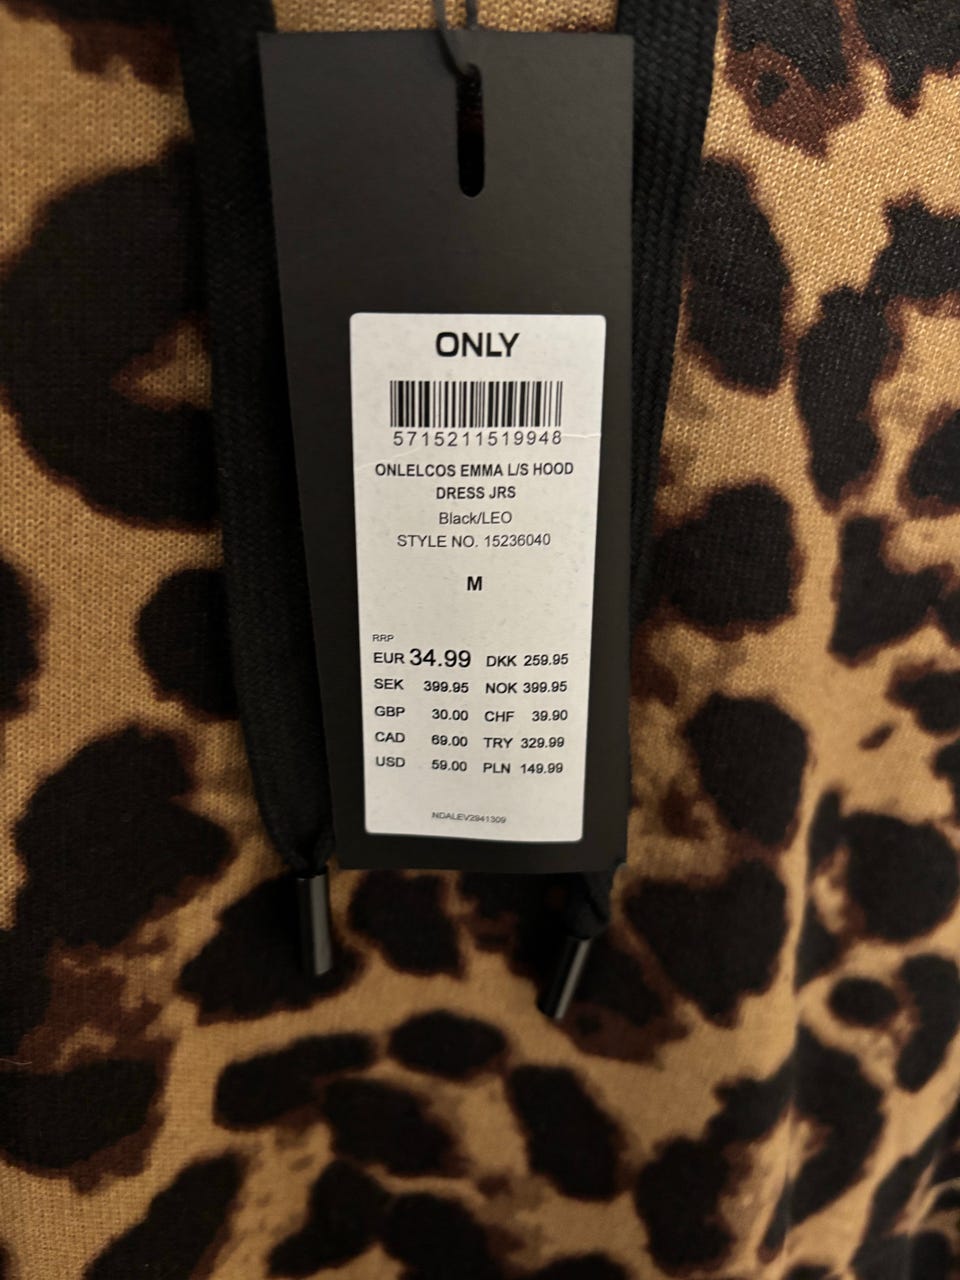 ONLY
5715211519948
ONLELCOS EMMA L/S HOOD
DRESS JRS
Black/LEO
STYLE NO. 15236040
M
RRP
EUR 34.99 DKK 259.95
SEK 399.95 NOK 399.95
GBP 30.00 CHF 39.90
CAD 69.00 TRY 329.99
USD 59.00 PLN 149.99
NDALEV2941309